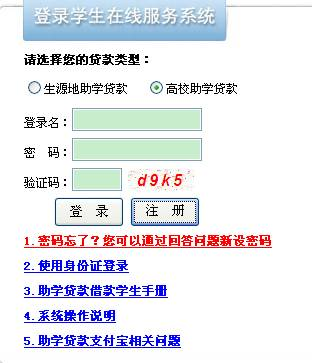 登录学生在线服务系统
请选择您的贷款类型：
生源地助学贷款 高校助学贷款
登录名：
密 码：
验证码： d9k5
登 录 注 册
1.密码忘了？您可以通过回答问题新设密码
2.使用身份证登录
3.助学贷款借款学生手册
4.系统操作说明
5.助学贷款支付宝相关问题